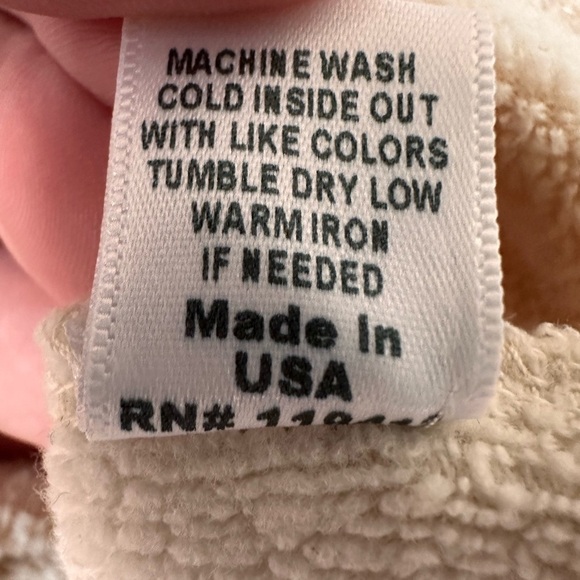 MACHINE WASH
COLD INSIDE OUT
WITH LIKE COLORS
TUMBLE DRY LOW
WARM IRON
IF NEEDED
Made In
USA
RN#